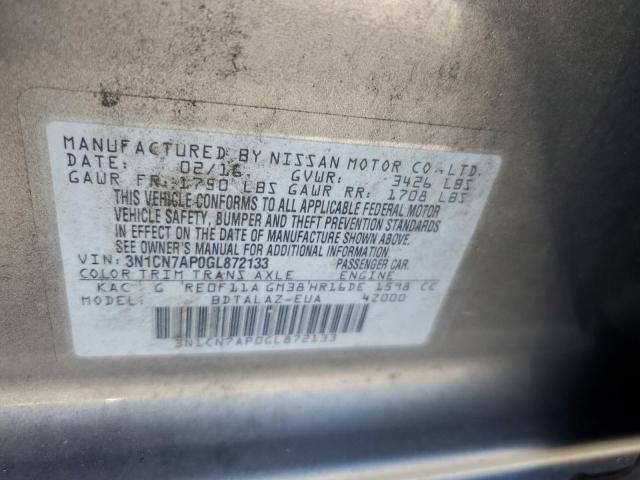 MANUFACTURED BY NISSAN MOTOR CO.,LTD.
DATE: 02/16 GVWR: 3426 LBS
GAWR FR: 1790 LBS GAWR RR: 1708 LBS
THIS VEHICLE CONFORMS TO ALL APPLICABLE FEDERAL MOTOR
VEHICLE SAFETY, BUMPER AND THEFT PREVENTION STANDARDS
IN EFFECT ON THE DATE OF MANUFACTURE SHOWN ABOVE.
SEE OWNER'S MANUAL FOR ADDITIONAL INFORMATION.
VIN: 3N1CN7AP0GL872133 PASSENGER CAR
COLOR TRIM TRANS AXLE ENGINE
KAC G RE0F11A GM38 HR16DE 1598 CC
MODEL: BDTALAZ-EUA 4Z000
3N1CN7AP0GL872133